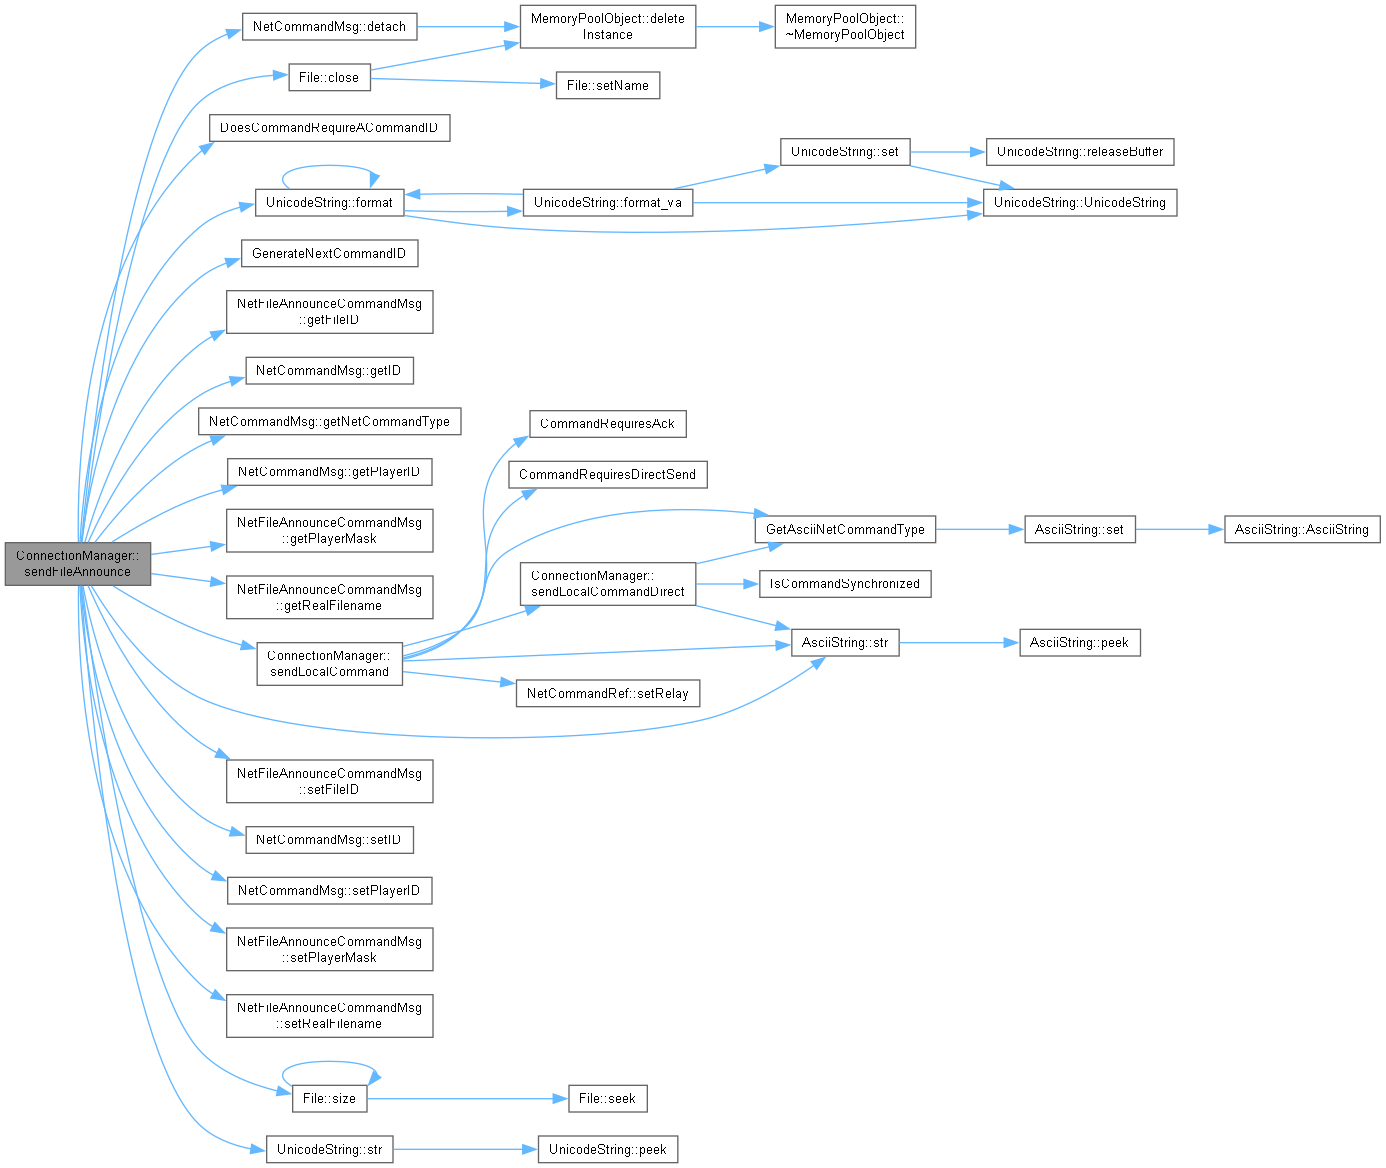 NetCommandMsg::detach
MemoryPoolObject::delete
Instance
MemoryPoolObject::
~MemoryPoolObject
File::close
File::setName
DoesCommandRequireACommandID
UnicodeString::set
UnicodeString::releaseBuffer
UnicodeString::format
UnicodeString::format_va
UnicodeString::UnicodeString
GenerateNextCommandID
NetFileAnnounceCommandMsg
::getFileID
NetCommandMsg::getID
NetCommandMsg::getNetCommandType
CommandRequiresAck
NetCommandMsg::getPlayerID
CommandRequiresDirectSend
NetFileAnnounceCommandMsg
::getPlayerMask
GetAsciiNetCommandType
AsciiString::set
AsciiString::AsciiString
ConnectionManager::
sendFileAnnounce
NetFileAnnounceCommandMsg
::getRealFilename
ConnectionManager::
sendLocalCommandDirect
IsCommandSynchronized
ConnectionManager::
sendLocalCommand
AsciiString::str
AsciiString::peek
NetCommandRef::setRelay
NetFileAnnounceCommandMsg
::setFileID
NetCommandMsg::setID
NetCommandMsg::setPlayerID
NetFileAnnounceCommandMsg
::setPlayerMask
NetFileAnnounceCommandMsg
::setRealFilename
File::size
File::seek
UnicodeString::str
UnicodeString::peek